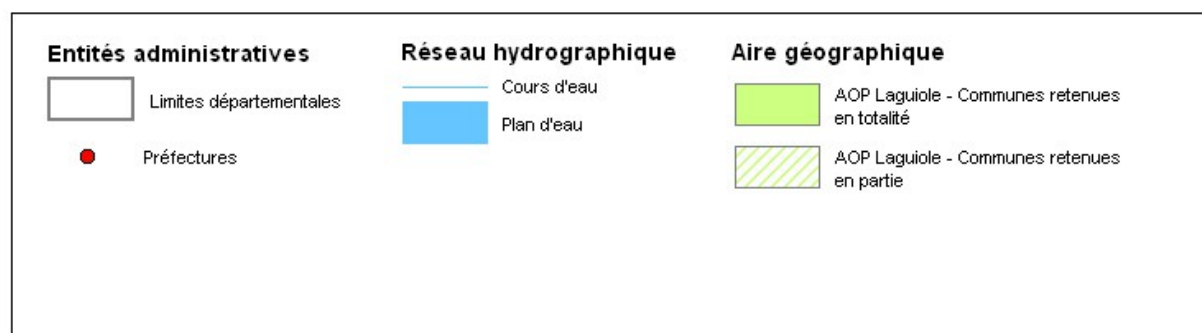 Entités administratives
Limites départementales
Préfectures
Réseau hydrographique
Cours d'eau
Plan d'eau
Aire géographique
AOP Laguiole - Communes retenues
en totalité
AOP Laguiole - Communes retenues
en partie